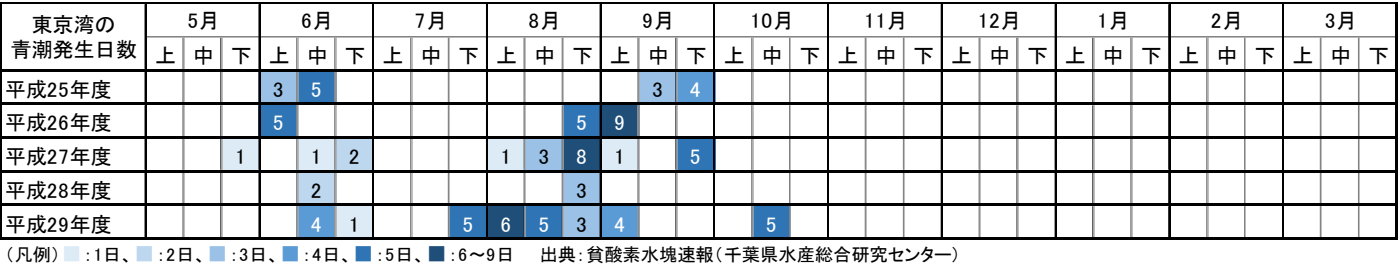 東京湾の 5月 6月 7月 8月 9月 10月 11月 12月 1月 2月 3月
青潮発生日数 上 中 下 上 中 下 上 中 下 上 中 下 上 中 下 上 中 下 上 中 下 上 中 下 上 中 下 上 中 下 上 中 下
平成25年度 3 5 3 4
平成26年度 5 5 9
平成27年度 1 1 2 1 3 8 1 5
平成28年度 2 3
平成29年度 4 1 5 6 5 3 4 5
（凡例） :1日、 :2日、 :3日、 :4日、 :5日、 :6～9日 出典：貧酸素水塊速報（千葉県水産総合研究センター）